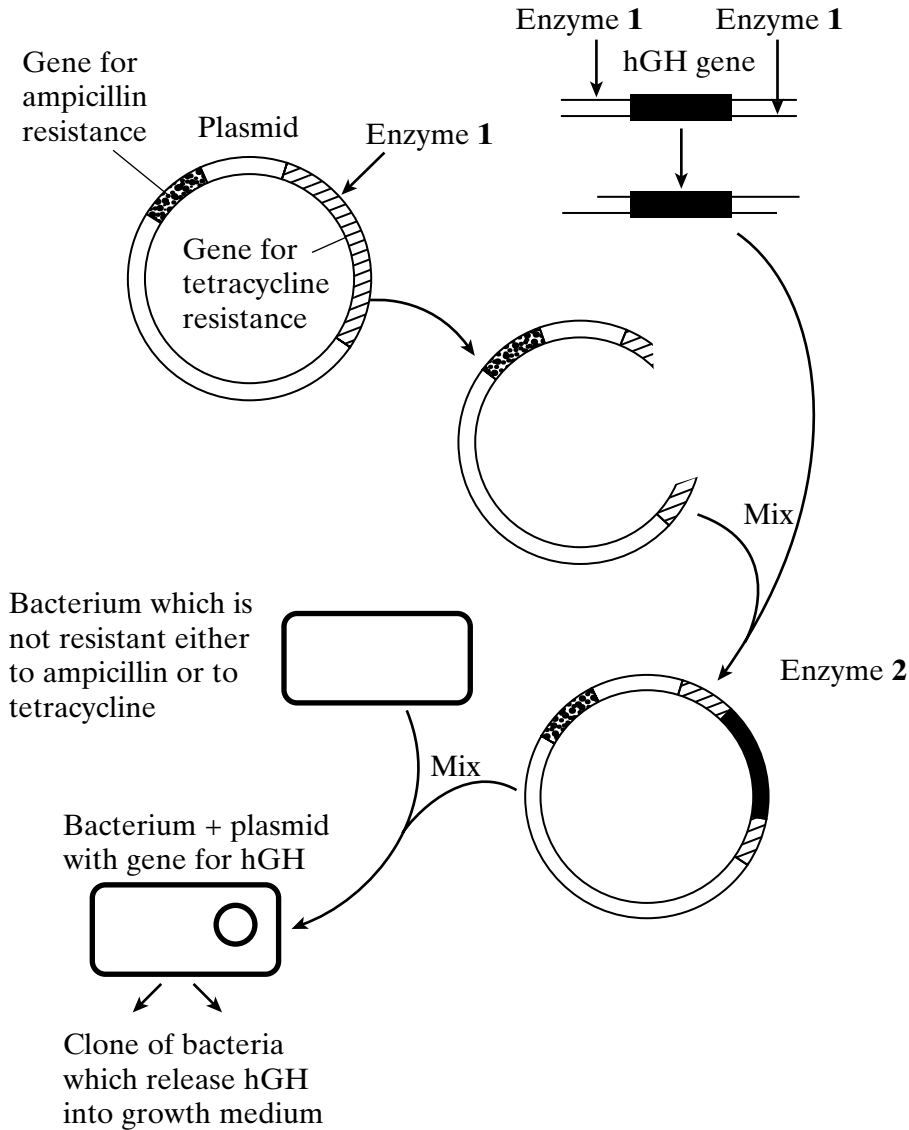 Enzyme 1
Enzyme 1
hGH gene
Gene for
ampicillin
resistance
Plasmid
Enzyme 1
Gene for
tetracycline
resistance
Mix
Bacterium which is
not resistant either
to ampicillin or to
tetracycline
Enzyme 2
Mix
Bacterium + plasmid
with gene for hGH
Clone of bacteria
which release hGH
into growth medium